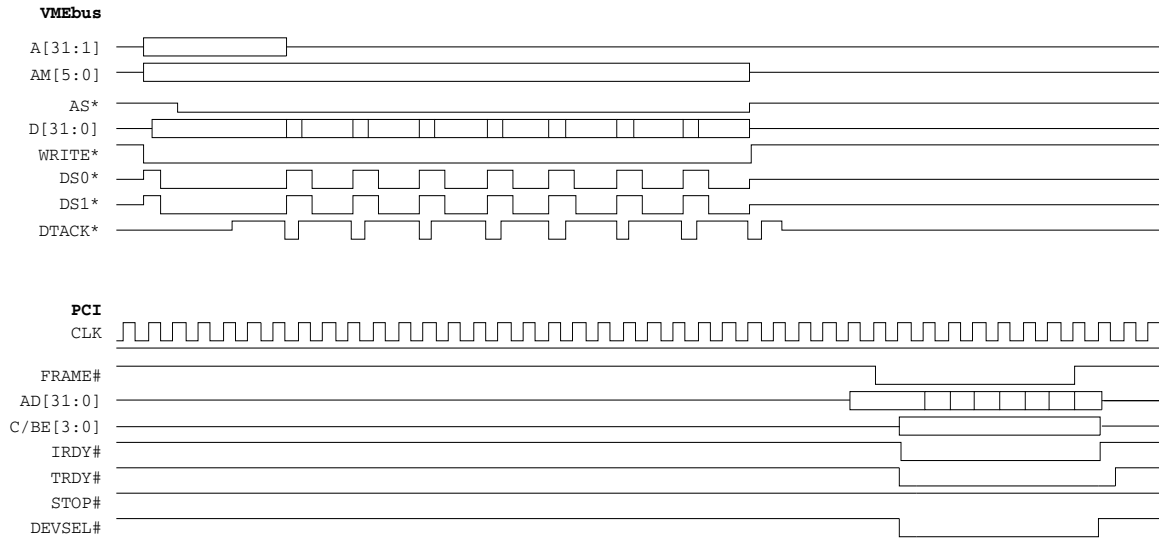 VMEbus
A[31:1]
AM[5:0]
AS*
D[31:0]
WRITE*
DS0*
DS1*
DTACK*
PCI
CLK
FRAME#
AD[31:0]
C/BE[3:0]
IRDY#
TRDY#
STOP#
DEVSEL#